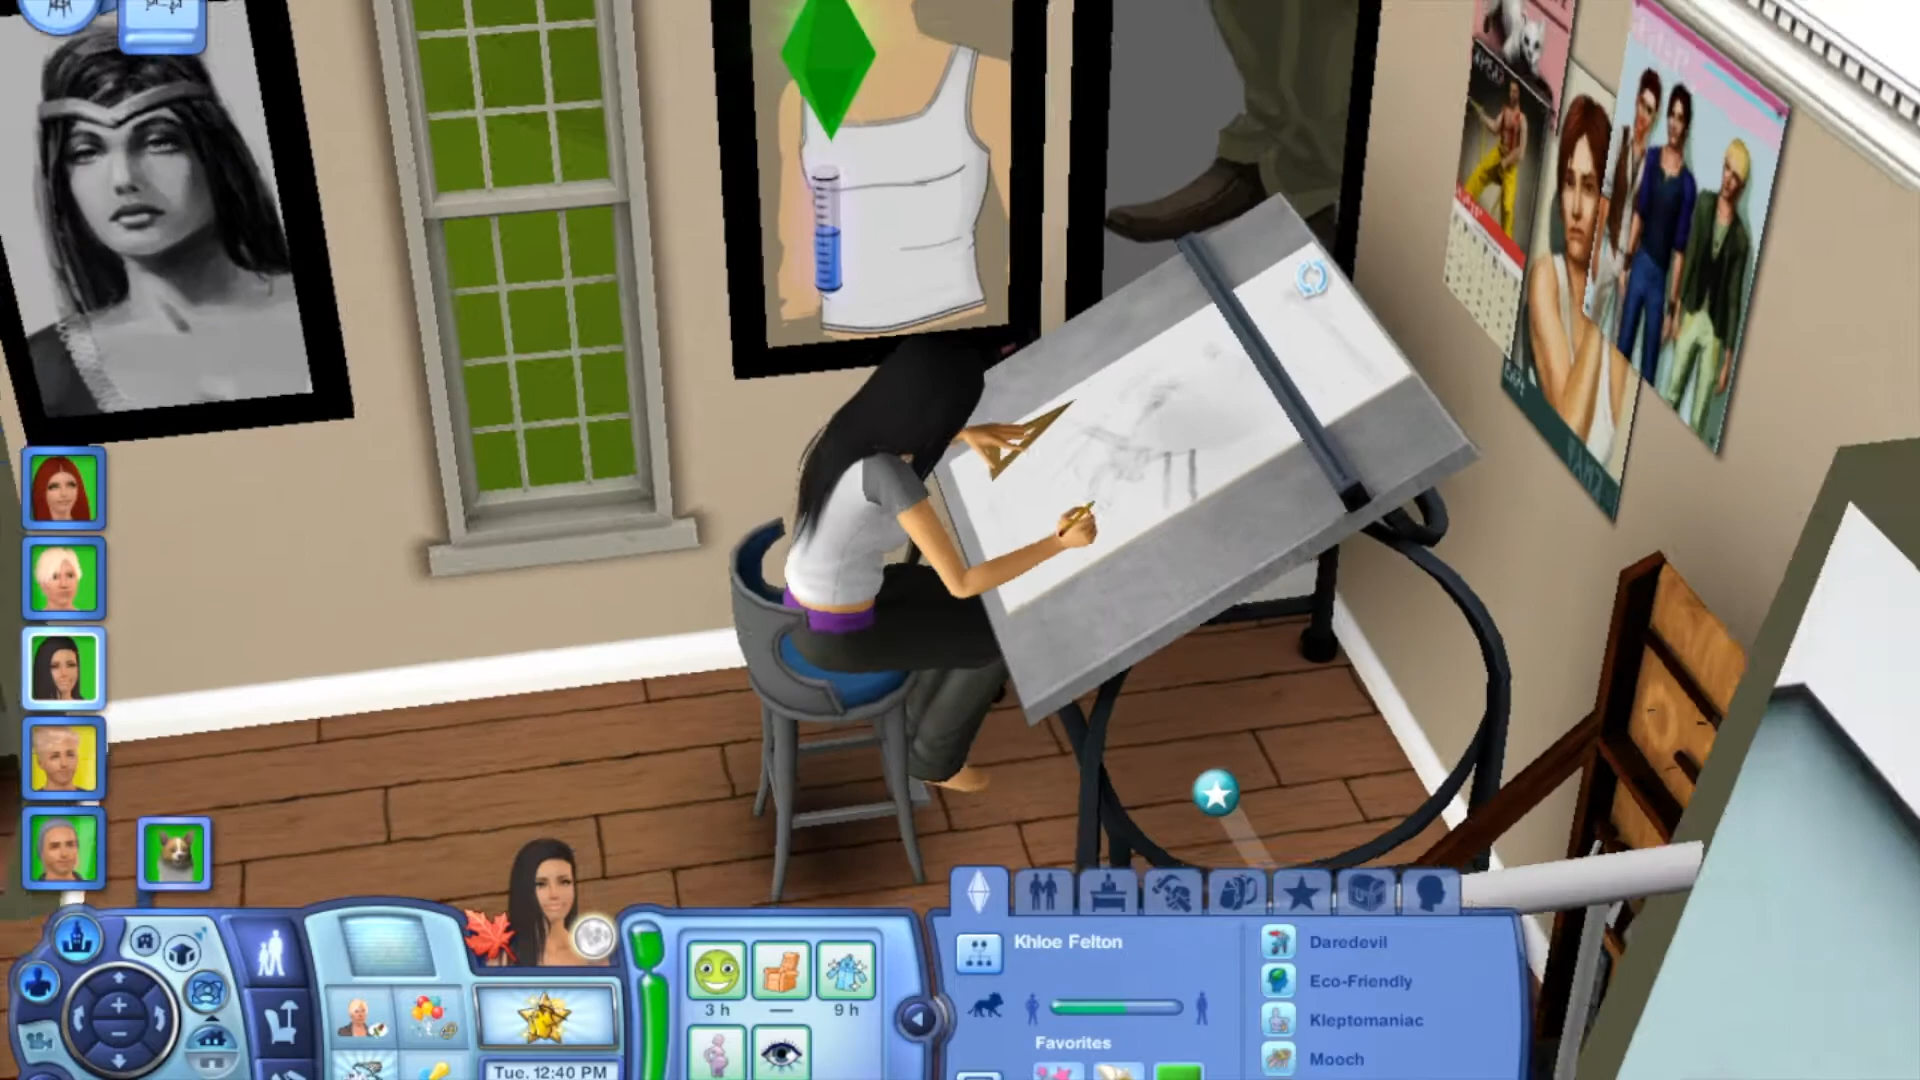 Khloe Felton
Daredevil
Eco-Friendly
3 h
9 h
Kleptomaniac
Favorites
Mooch
Tue. 12:40 PM